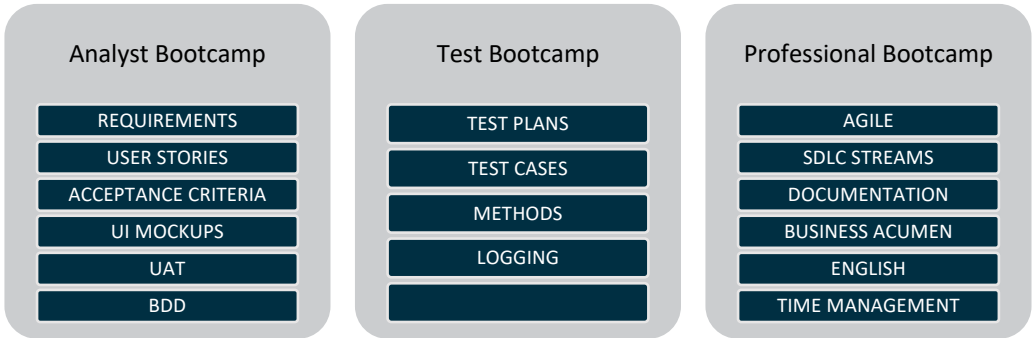 Analyst Bootcamp
REQUIREMENTS
USER STORIES
ACCEPTANCE CRITERIA
UI MOCKUPS
UAT
BDD
Test Bootcamp
TEST PLANS
TEST CASES
METHODS
LOGGING
Professional Bootcamp
AGILE
SDLC STREAMS
DOCUMENTATION
BUSINESS ACUMEN
ENGLISH
TIME MANAGEMENT